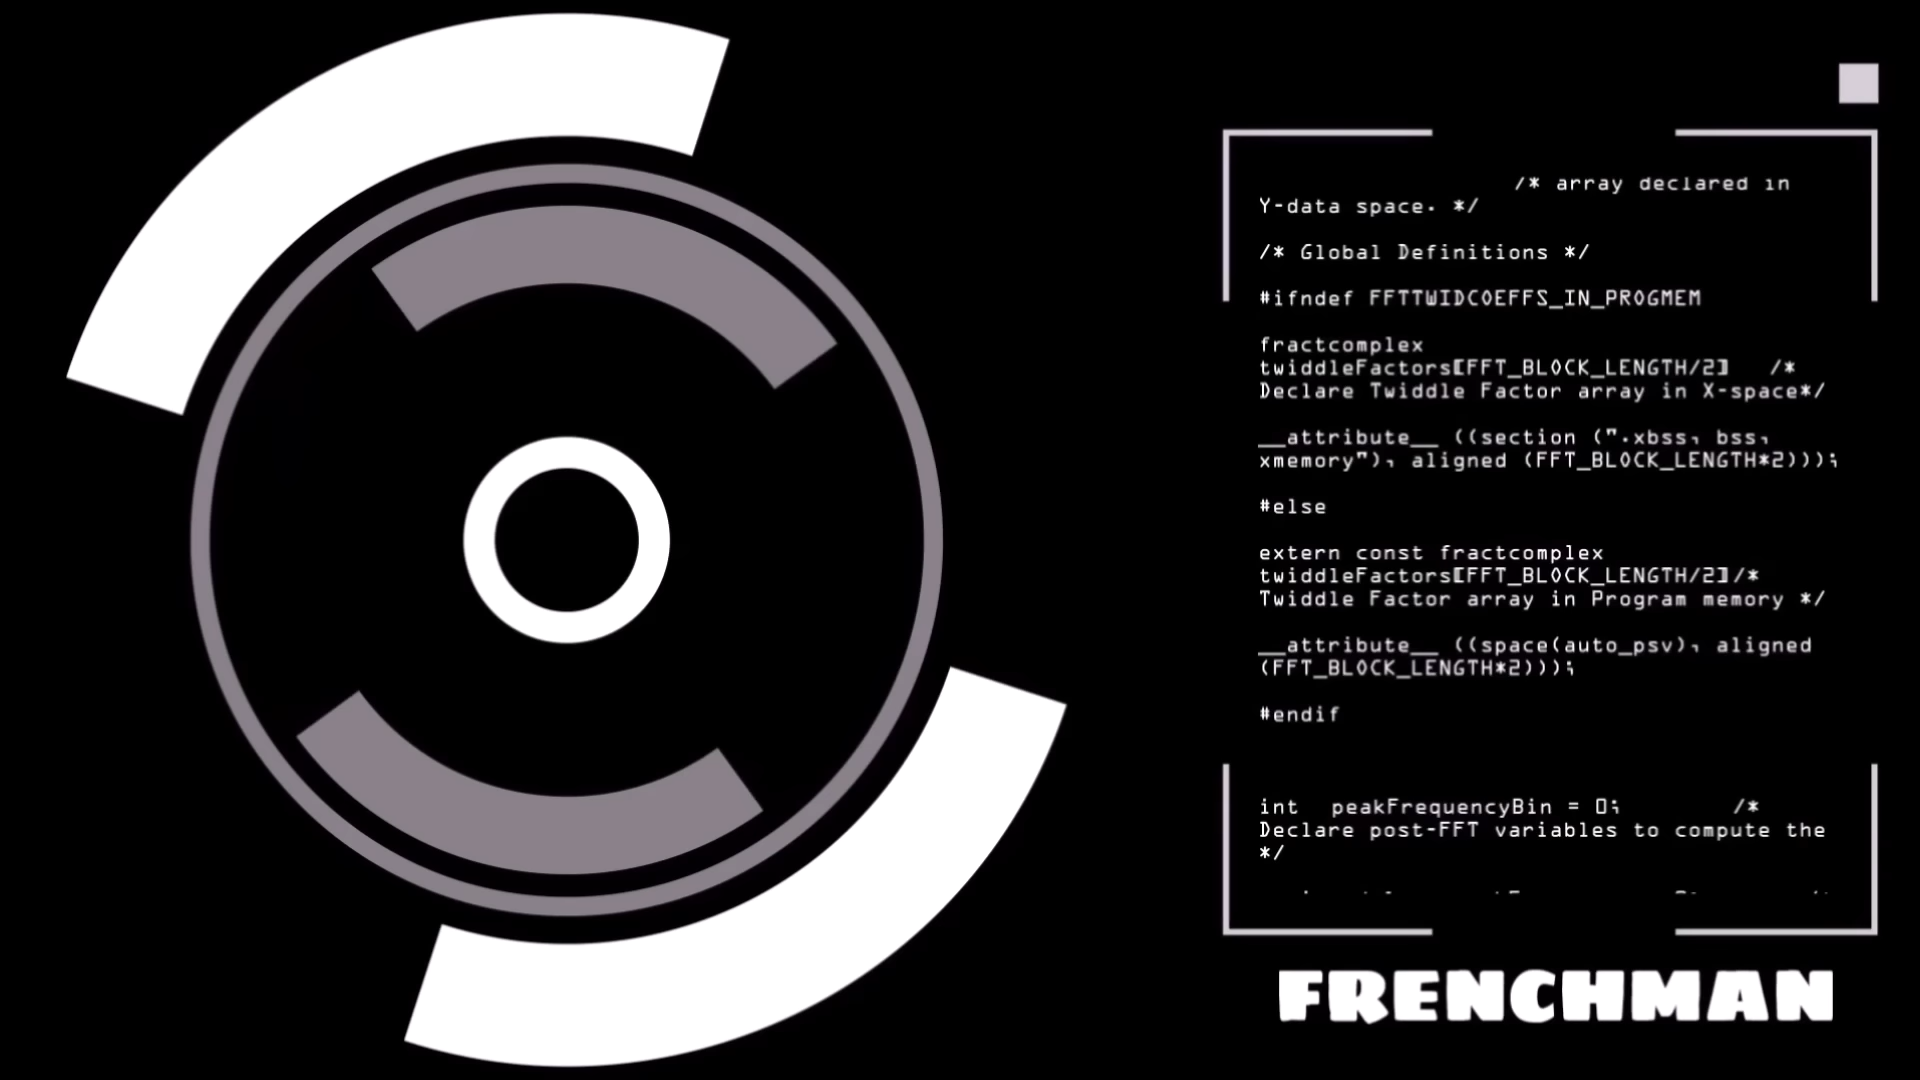 /* array declared in
Y-data space. */
/* Global Definitions */
#ifndef FFTTWIDCOEFFS_IN_PROGMEM
fractcomplex
twiddleFactors[FFT_BLOCK_LENGTH/2] /*
Declare Twiddle Factor array in X-space*/
__attribute__ ((section (".xbss, bss,
xmemory"), aligned (FFT_BLOCK_LENGTH*2)));
#else
extern const fractcomplex
twiddleFactors[FFT_BLOCK_LENGTH/2]/*
Twiddle Factor array in Program memory */
__attribute__ ((space(auto_psv), aligned
(FFT_BLOCK_LENGTH*2)));
#endif
int peakFrequencyBin = 0; /*
Declare post-FFT variables to compute the
*/
FRENCHMAN